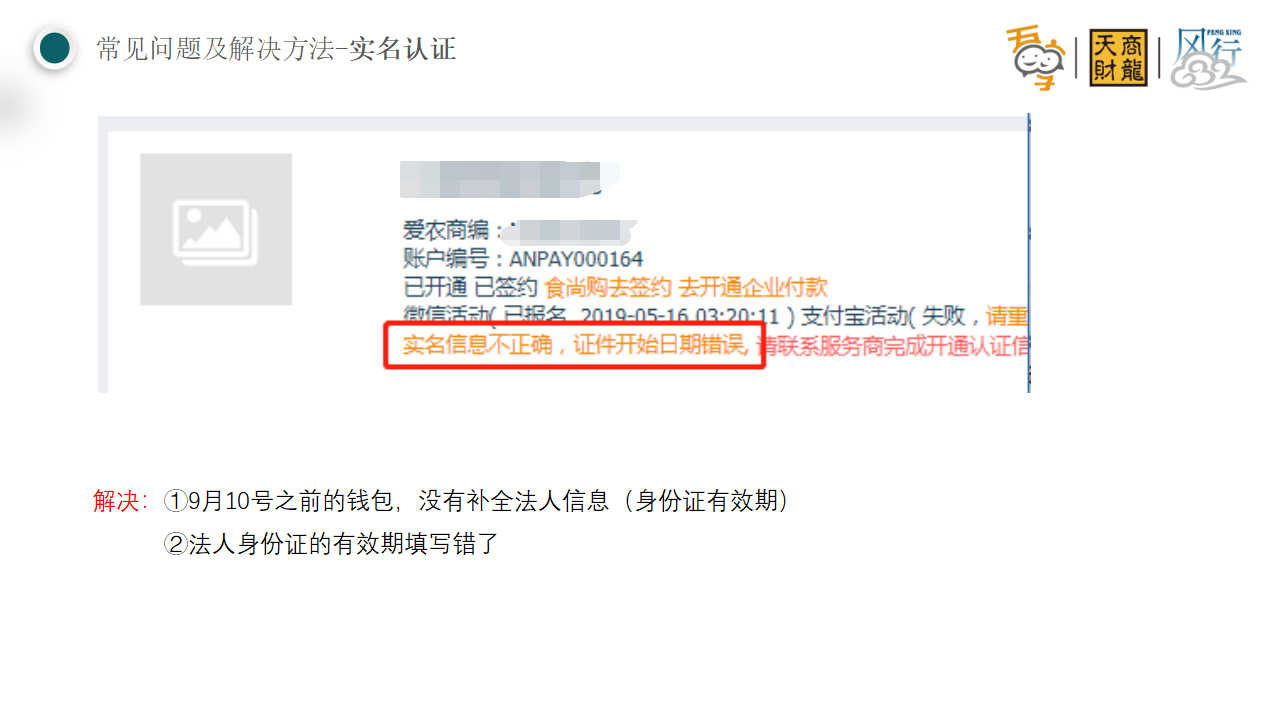 常见问题及解决方法-实名认证
吾享
天商
財龍
风行
FENG XING
爱农商编：
账户编号：ANPAY000164
已开通 已签约 食尚购去签约 去开通企业付款
微信活动( 已报名 2019-05-16 03:20:11 ) 支付宝活动( 失败，请重
实名信息不正确，证件开始日期错误, 请联系服务商完成开通认证信
解决：①9月10号之前的钱包，没有补全法人信息（身份证有效期）
②法人身份证的有效期填写错了